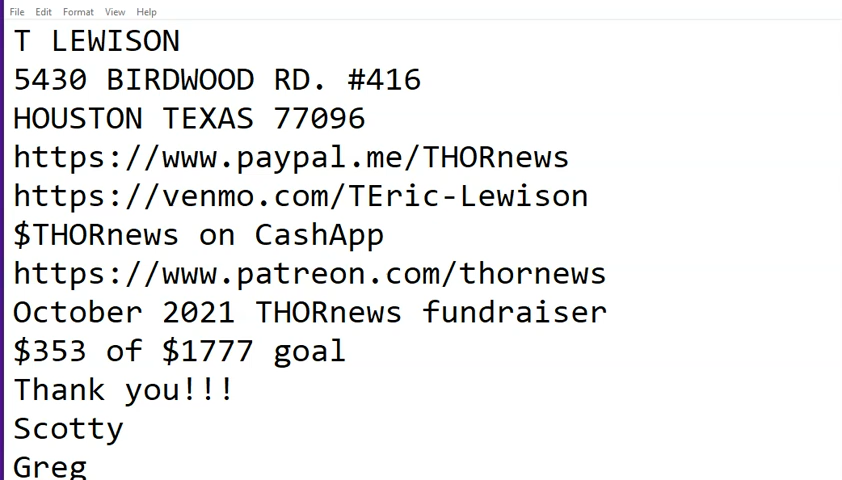 File Edit Format View Help
T LEWISON
5430 BIRDWOOD RD. #416
HOUSTON TEXAS 77096
https://www.paypal.me/THORnews
https://venmo.com/TEric-Lewison
$THORnews on CashApp
https://www.patreon.com/thornews
October 2021 THORnews fundraiser
$353 of $1777 goal
Thank you!!!
Scotty
Greg